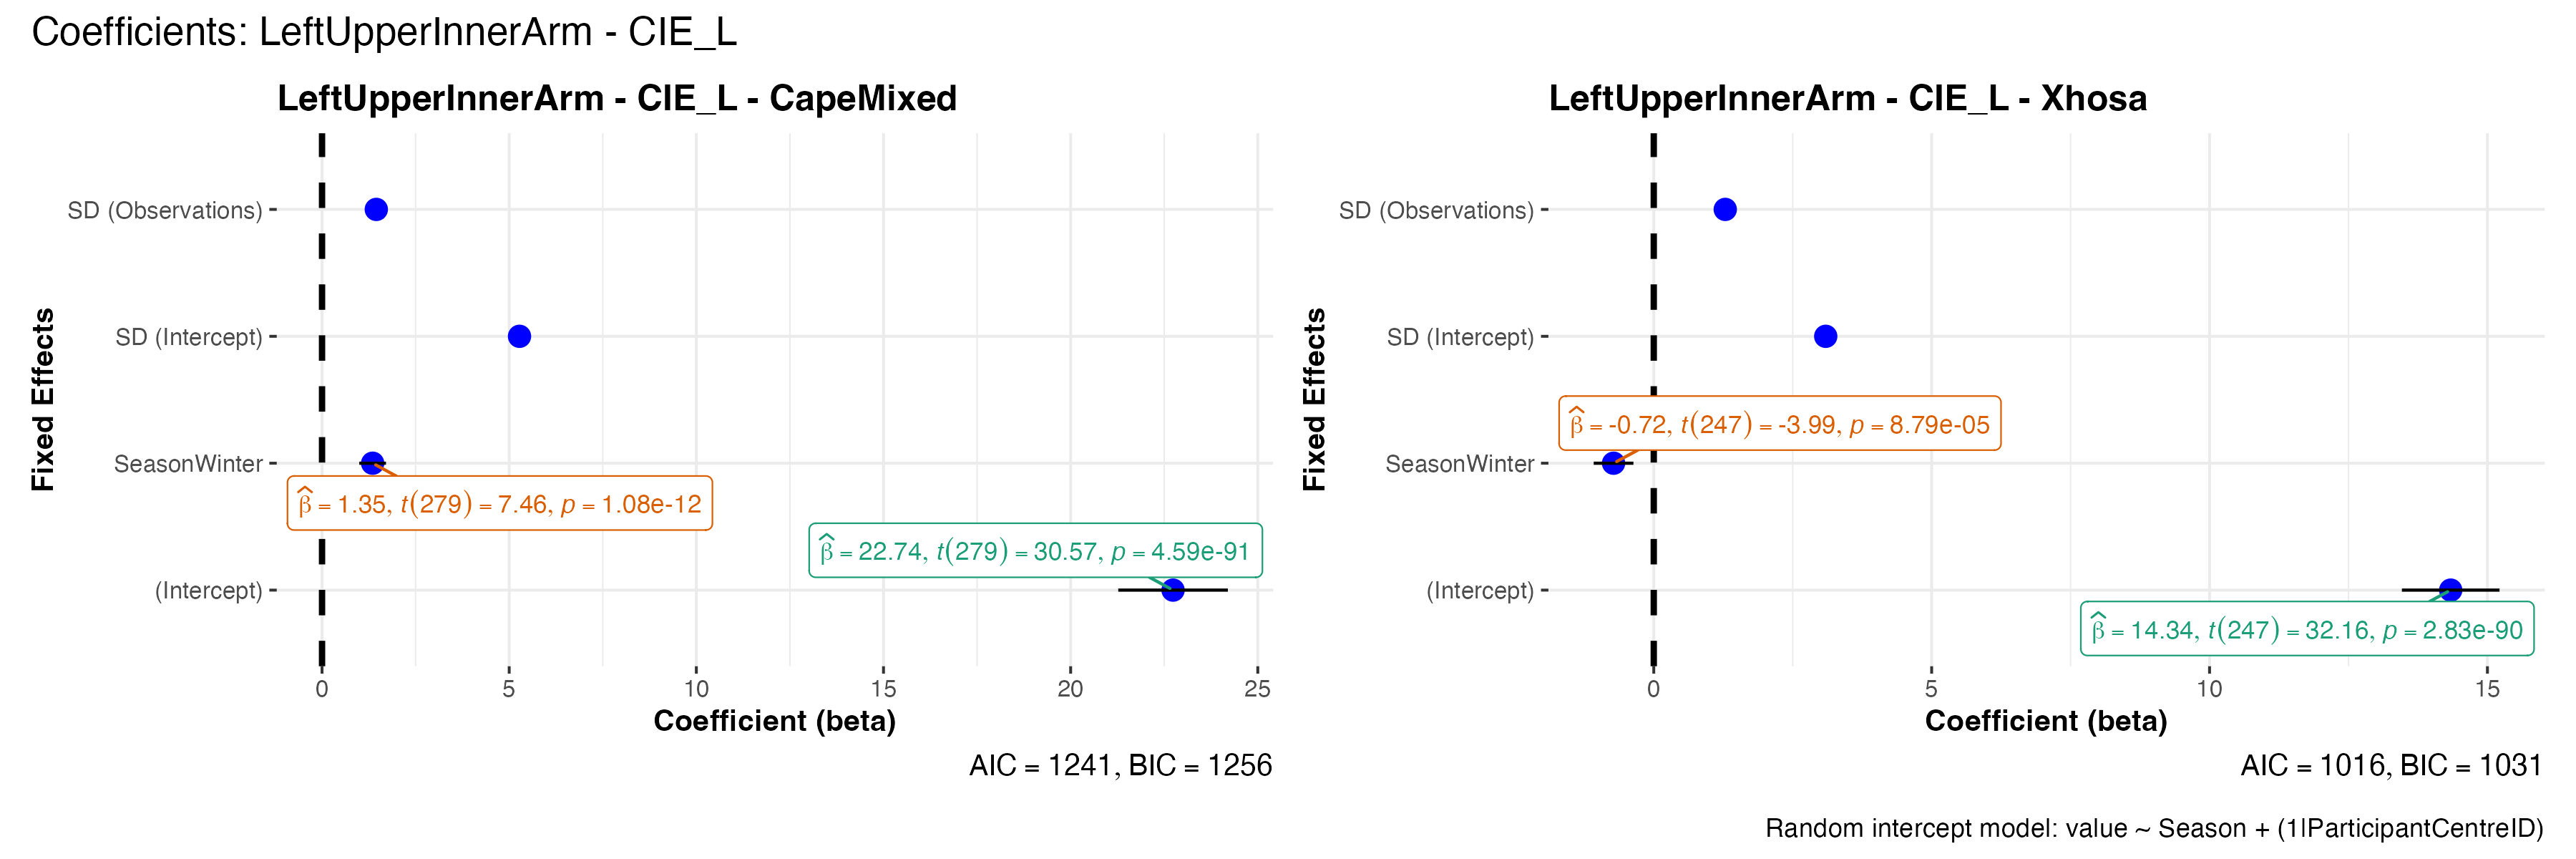 Coefficients: LeftUpperInnerArm - CIE_L
LeftUpperInnerArm - CIE_L - CapeMixed
Fixed Effects
SD (Observations)
SD (Intercept)
SeasonWinter
(Intercept)
β̂ = 1.35, t(279) = 7.46, p = 1.08e-12
β̂ = 22.74, t(279) = 30.57, p = 4.59e-91
0 5 10 15 20 25
Coefficient (beta)
AIC = 1241, BIC = 1256
LeftUpperInnerArm - CIE_L - Xhosa
Fixed Effects
SD (Observations)
SD (Intercept)
SeasonWinter
(Intercept)
β̂ = -0.72, t(247) = -3.99, p = 8.79e-05
β̂ = 14.34, t(247) = 32.16, p = 2.83e-90
0 5 10 15
Coefficient (beta)
AIC = 1016, BIC = 1031
Random intercept model: value ~ Season + (1|ParticipantCentreID)